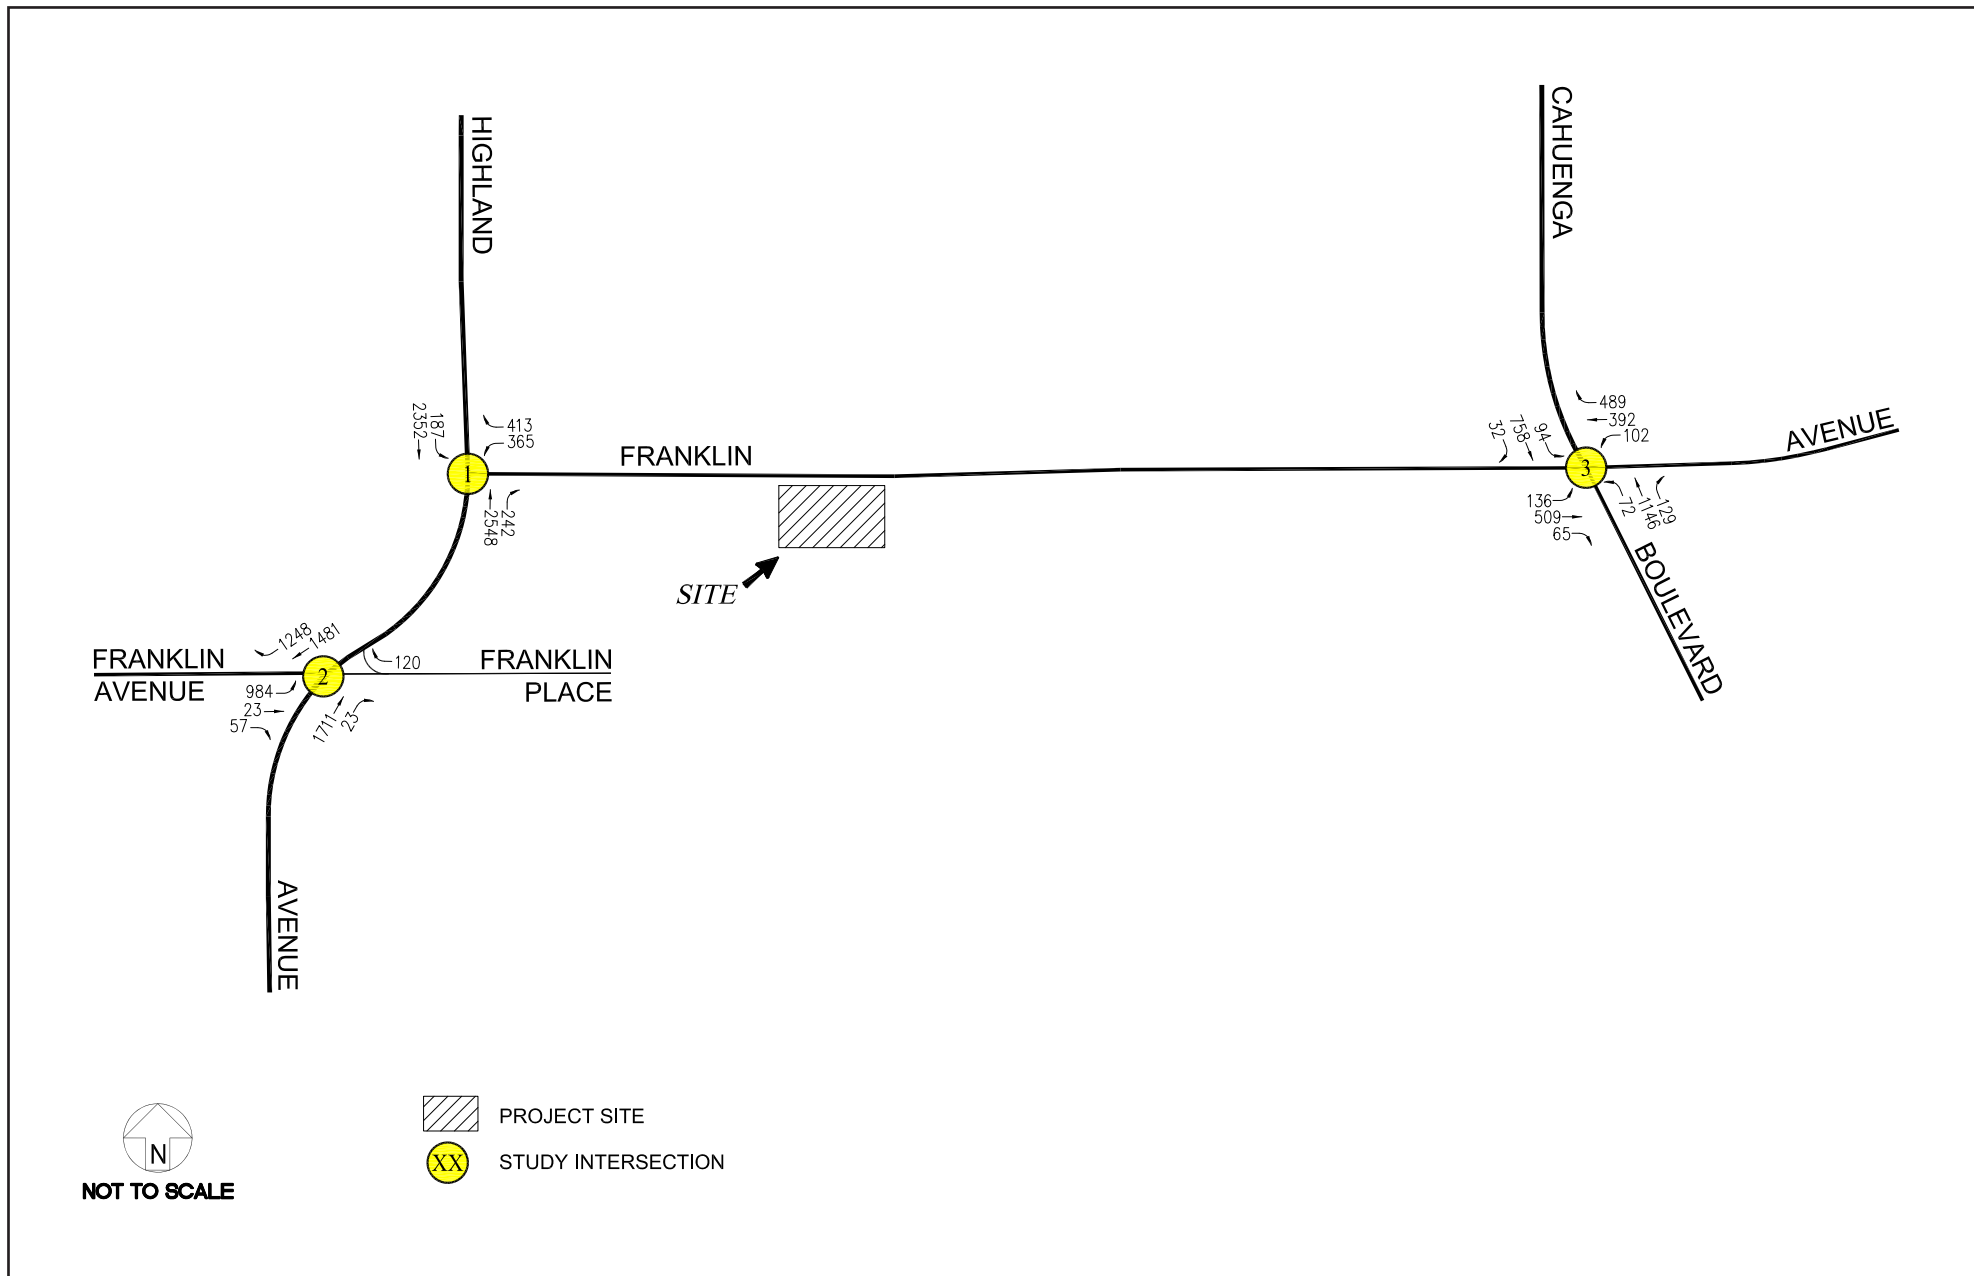 HIGHLAND
CAHUENGA
2352
187
413
365
FRANKLIN
1
2548
242
SITE
32
758
94
489
392
102
AVENUE
3
136
509
65
72
1146
129
BOULEVARD
1248
1481
FRANKLIN
AVENUE
2
120
FRANKLIN
PLACE
984
23
57
1711
23
AVENUE
N
NOT TO SCALE
PROJECT SITE
XX
STUDY INTERSECTION